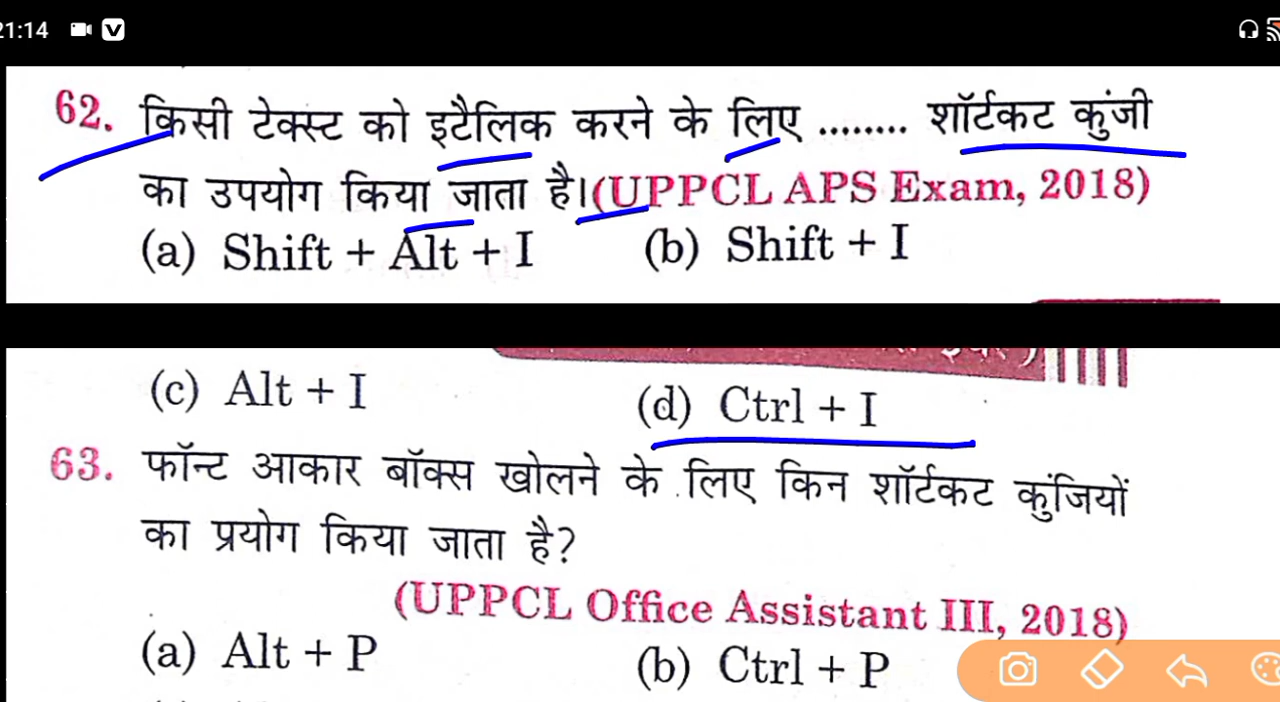 21:14
62. किसी टेक्स्ट को इटैलिक करने के लिए ........ शॉर्टकट कुंजी
का उपयोग किया जाता है।(UPPCL APS Exam, 2018)
(a) Shift + Alt + I (b) Shift + I
(c) Alt + I (d) Ctrl + I
63. फॉन्ट आकार बॉक्स खोलने के लिए किन शॉर्टकट कुंजियों
का प्रयोग किया जाता है?
(UPPCL Office Assistant III, 2018)
(a) Alt + P (b) Ctrl + P